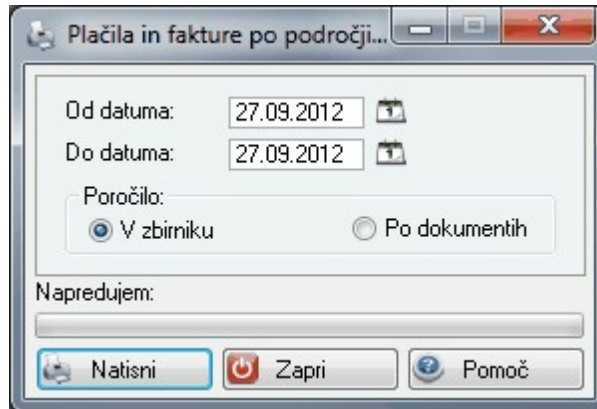 Plačila in fakture po področji...
Od datuma: 27.09.2012
Do datuma: 27.09.2012
Poročilo:
V zbirniku Po dokumentih
Napredujem:
Natisni Zapri Pomoč